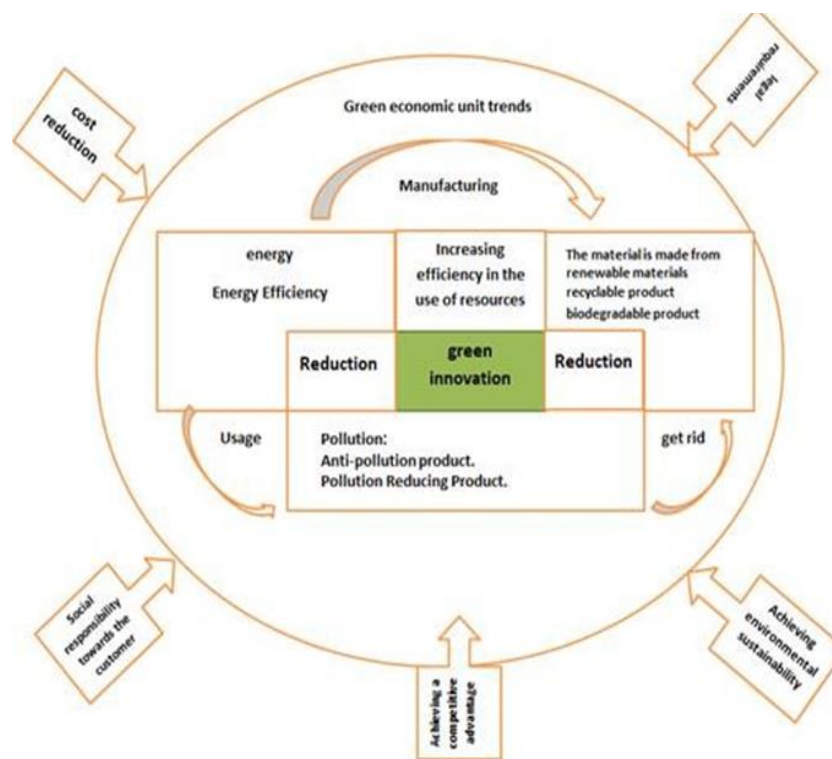 cost
reduction
legal
requirements
Green economic unit trends
Manufacturing
energy
Energy Efficiency
Increasing
efficiency in the
use of resources
The material is made from
renewable materials
recyclable product
biodegradable product
Reduction
green
innovation
Reduction
Usage
Pollution:
Anti-pollution product.
Pollution Reducing Product.
get rid
Social
responsibility
towards the
customer
Achieving a
competitive
advantage
Achieving
environmental
sustainability